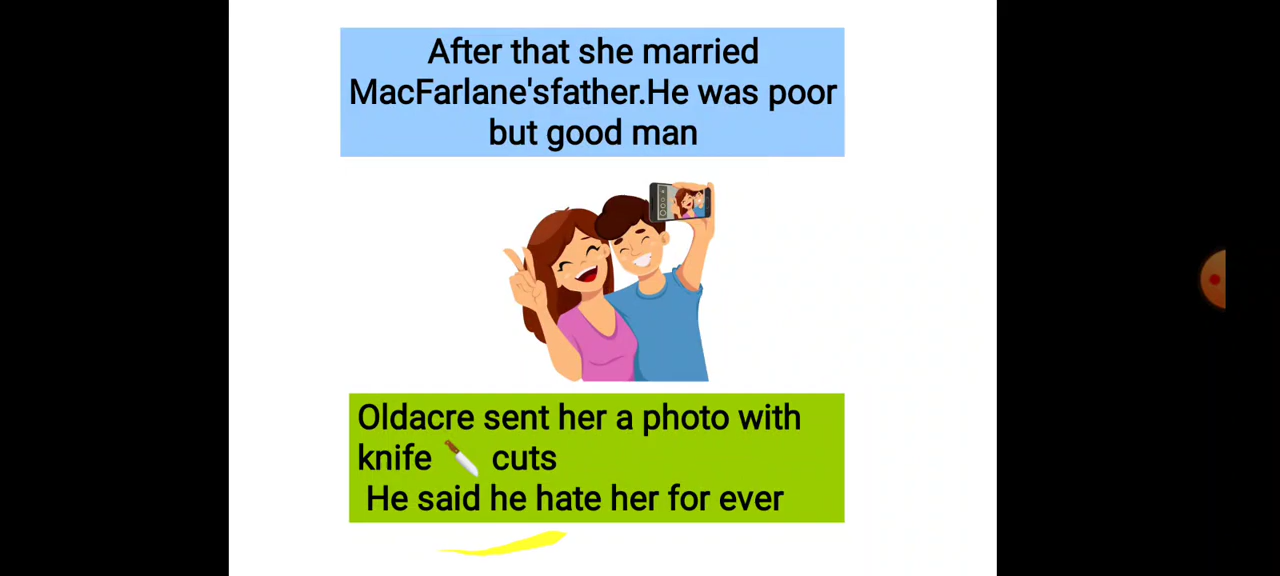 After that she married
MacFarlane'sfather.He was poor
but good man
Oldacre sent her a photo with
knife 🔪 cuts
He said he hate her for ever